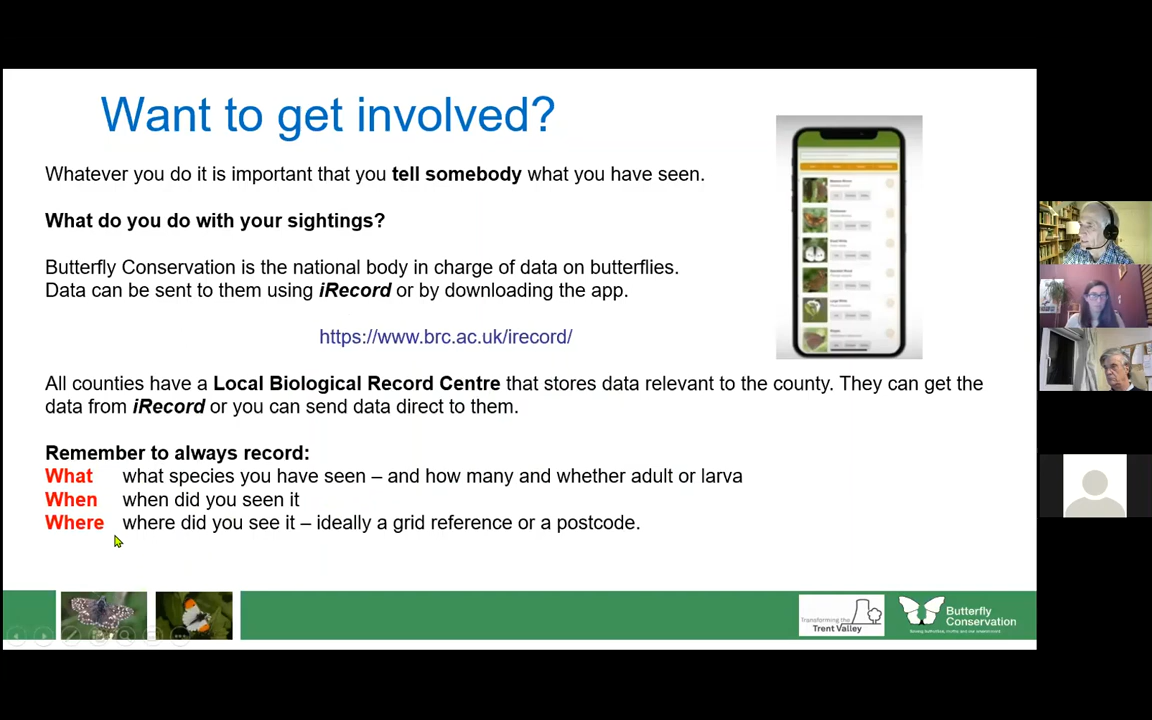 Want to get involved?
Whatever you do it is important that you tell somebody what you have seen.
What do you do with your sightings?
Butterfly Conservation is the national body in charge of data on butterflies.
Data can be sent to them using iRecord or by downloading the app.
https://www.brc.ac.uk/irecord/
All counties have a Local Biological Record Centre that stores data relevant to the county. They can get the
data from iRecord or you can send data direct to them.
Remember to always record:
What what species you have seen – and how many and whether adult or larva
When when did you seen it
Where where did you see it – ideally a grid reference or a postcode.
Transforming the
Trent Valley
Butterfly
Conservation